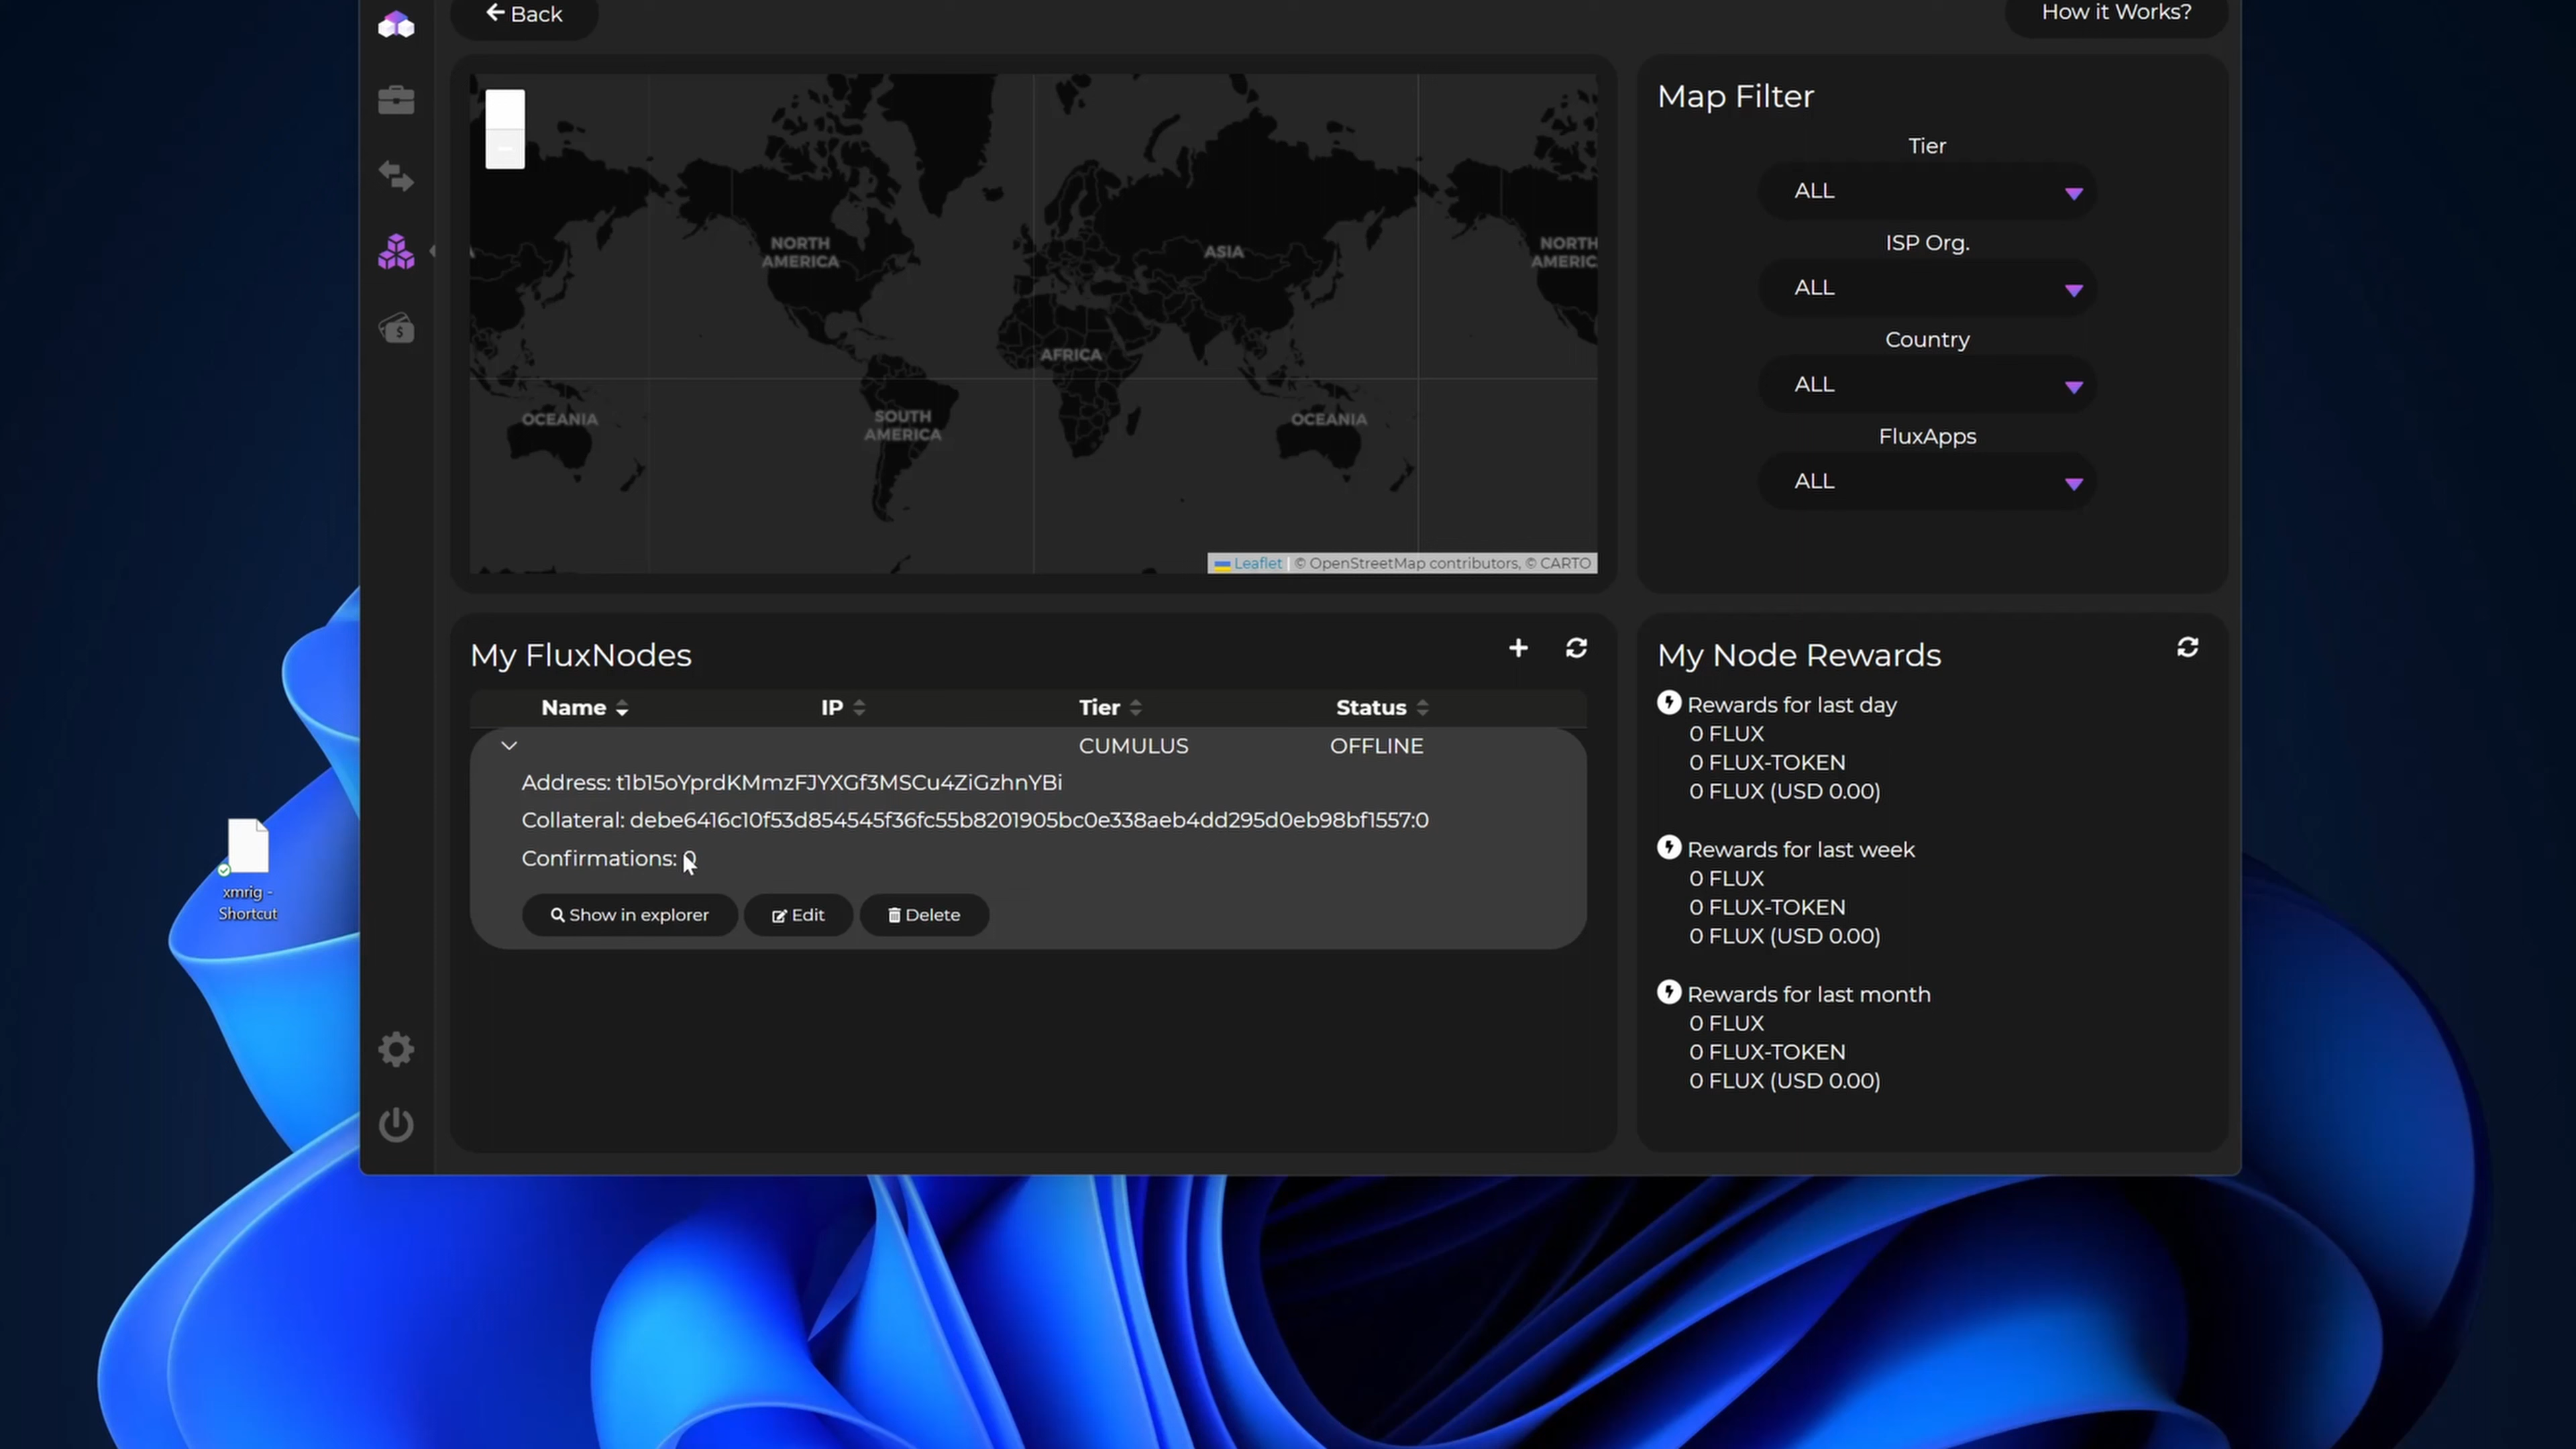 Back
How it Works?
NORTH
AMERICA
ASIA
NORTH
AMERIC
AFRICA
OCEANIA
SOUTH
AMERICA
OCEANIA
Leaflet | © OpenStreetMap contributors, © CARTO
Map Filter
Tier
ALL
ISP Org.
ALL
Country
ALL
FluxApps
ALL
My FluxNodes
Name IP Tier Status
CUMULUS OFFLINE
Address: t1b15oYprdKMmzFJYXGf3MSCu4ZiGzhnYBi
Collateral: debe6416c10f53d854545f36fc55b8201905bc0e338aeb4dd295d0eb98bf1557:0
Confirmations: 0
Show in explorer
Edit
Delete
My Node Rewards
Rewards for last day
0 FLUX
0 FLUX-TOKEN
0 FLUX (USD 0.00)
Rewards for last week
0 FLUX
0 FLUX-TOKEN
0 FLUX (USD 0.00)
Rewards for last month
0 FLUX
0 FLUX-TOKEN
0 FLUX (USD 0.00)
xmrig -
Shortcut